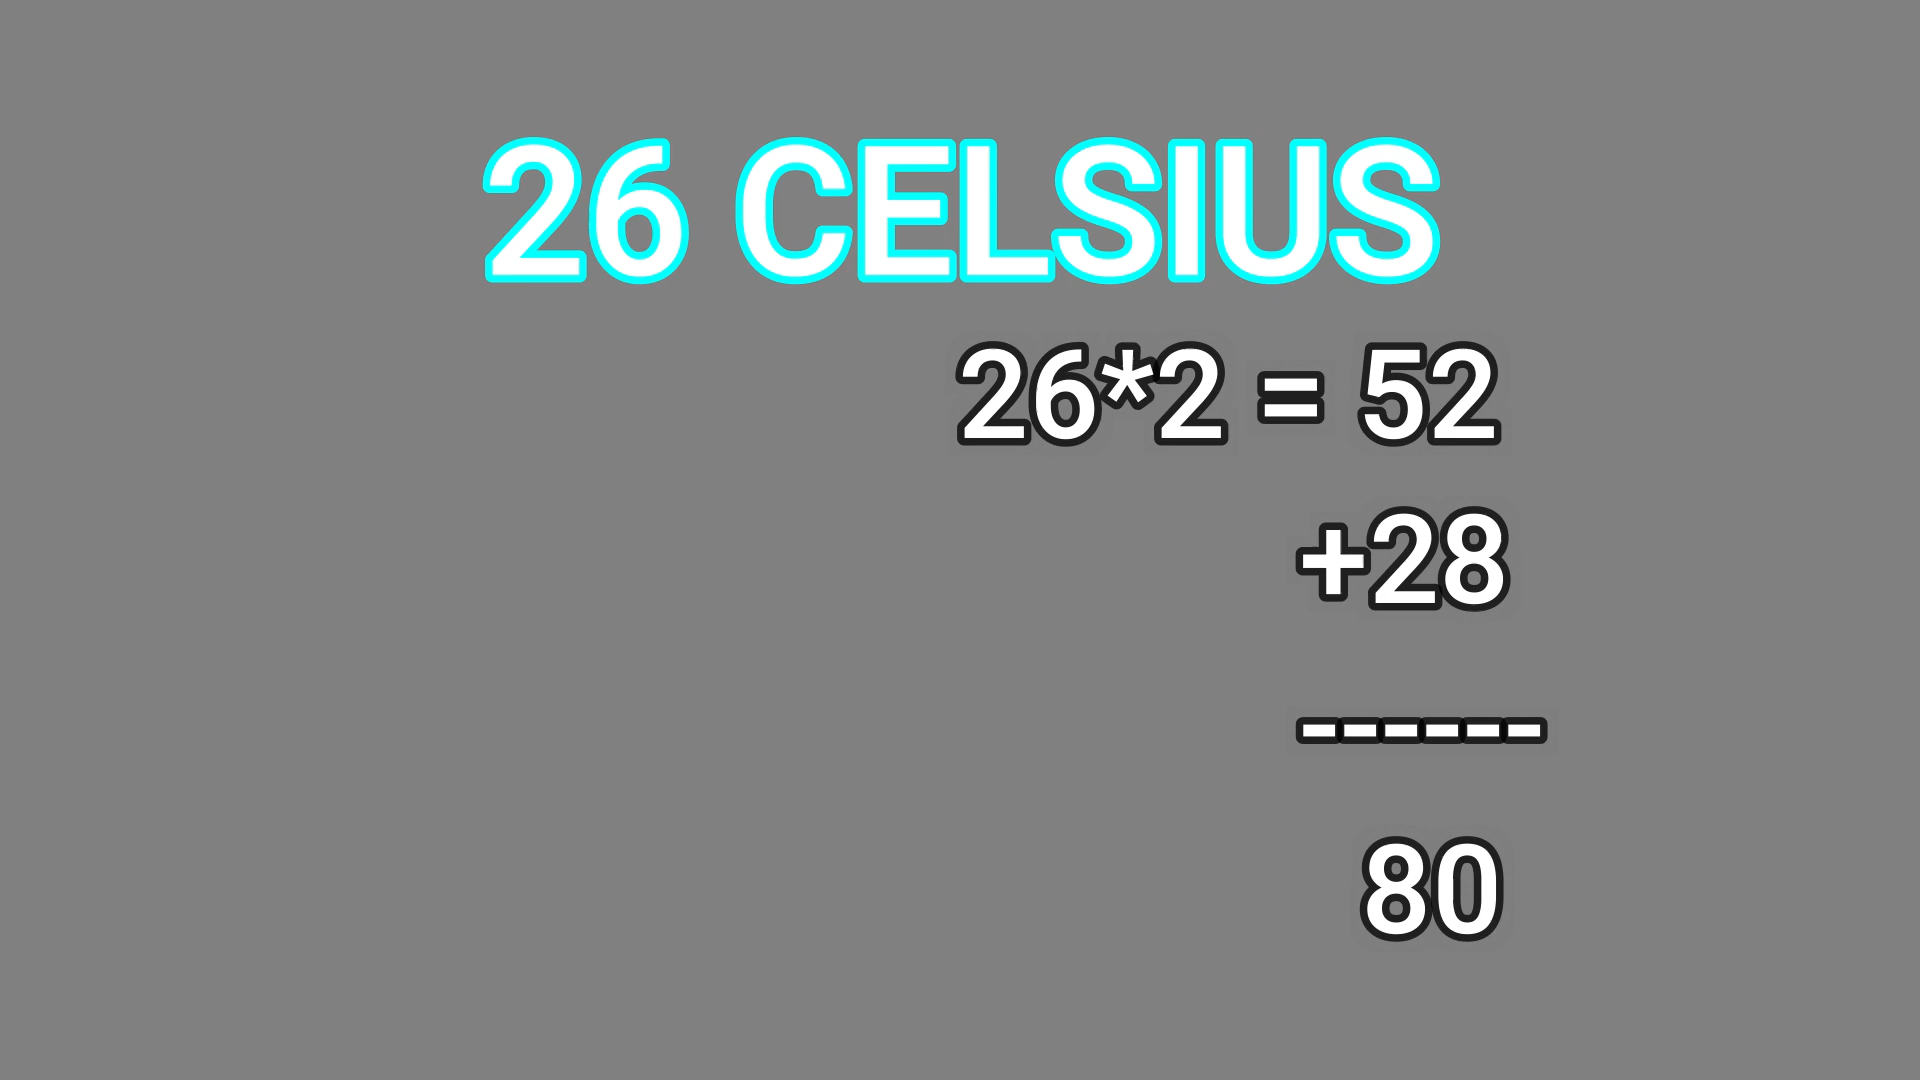 26 CELSIUS
26*2 = 52
+28
------
80